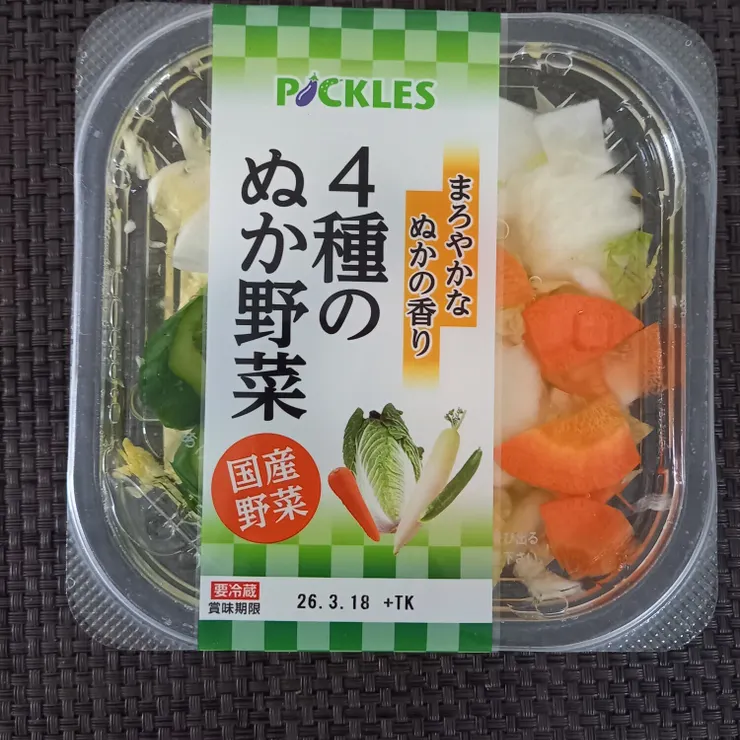 PICKLES
まろやかな
ぬかの香り
4種の
ぬか野菜
国産
野菜
要冷蔵
賞味期限 26.3.18 +TK